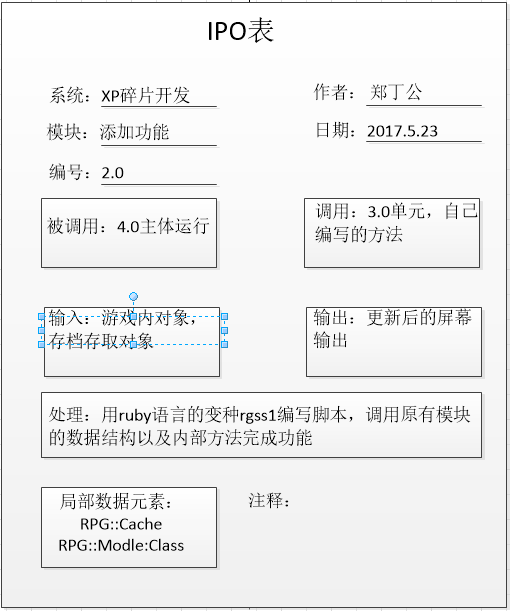 IPO表
系统：XP碎片开发
作者：郑丁公
模块：添加功能
日期：2017.5.23
编号：2.0
被调用：4.0主体运行
调用：3.0单元，自己
编写的方法
输入：游戏内对象，
存档存取对象
输出：更新后的屏幕
输出
处理：用ruby语言的变种rgss1编写脚本，调用原有模块
的数据结构以及内部方法完成功能
局部数据元素：
RPG::Cache
RPG::Modle:Class
注释：